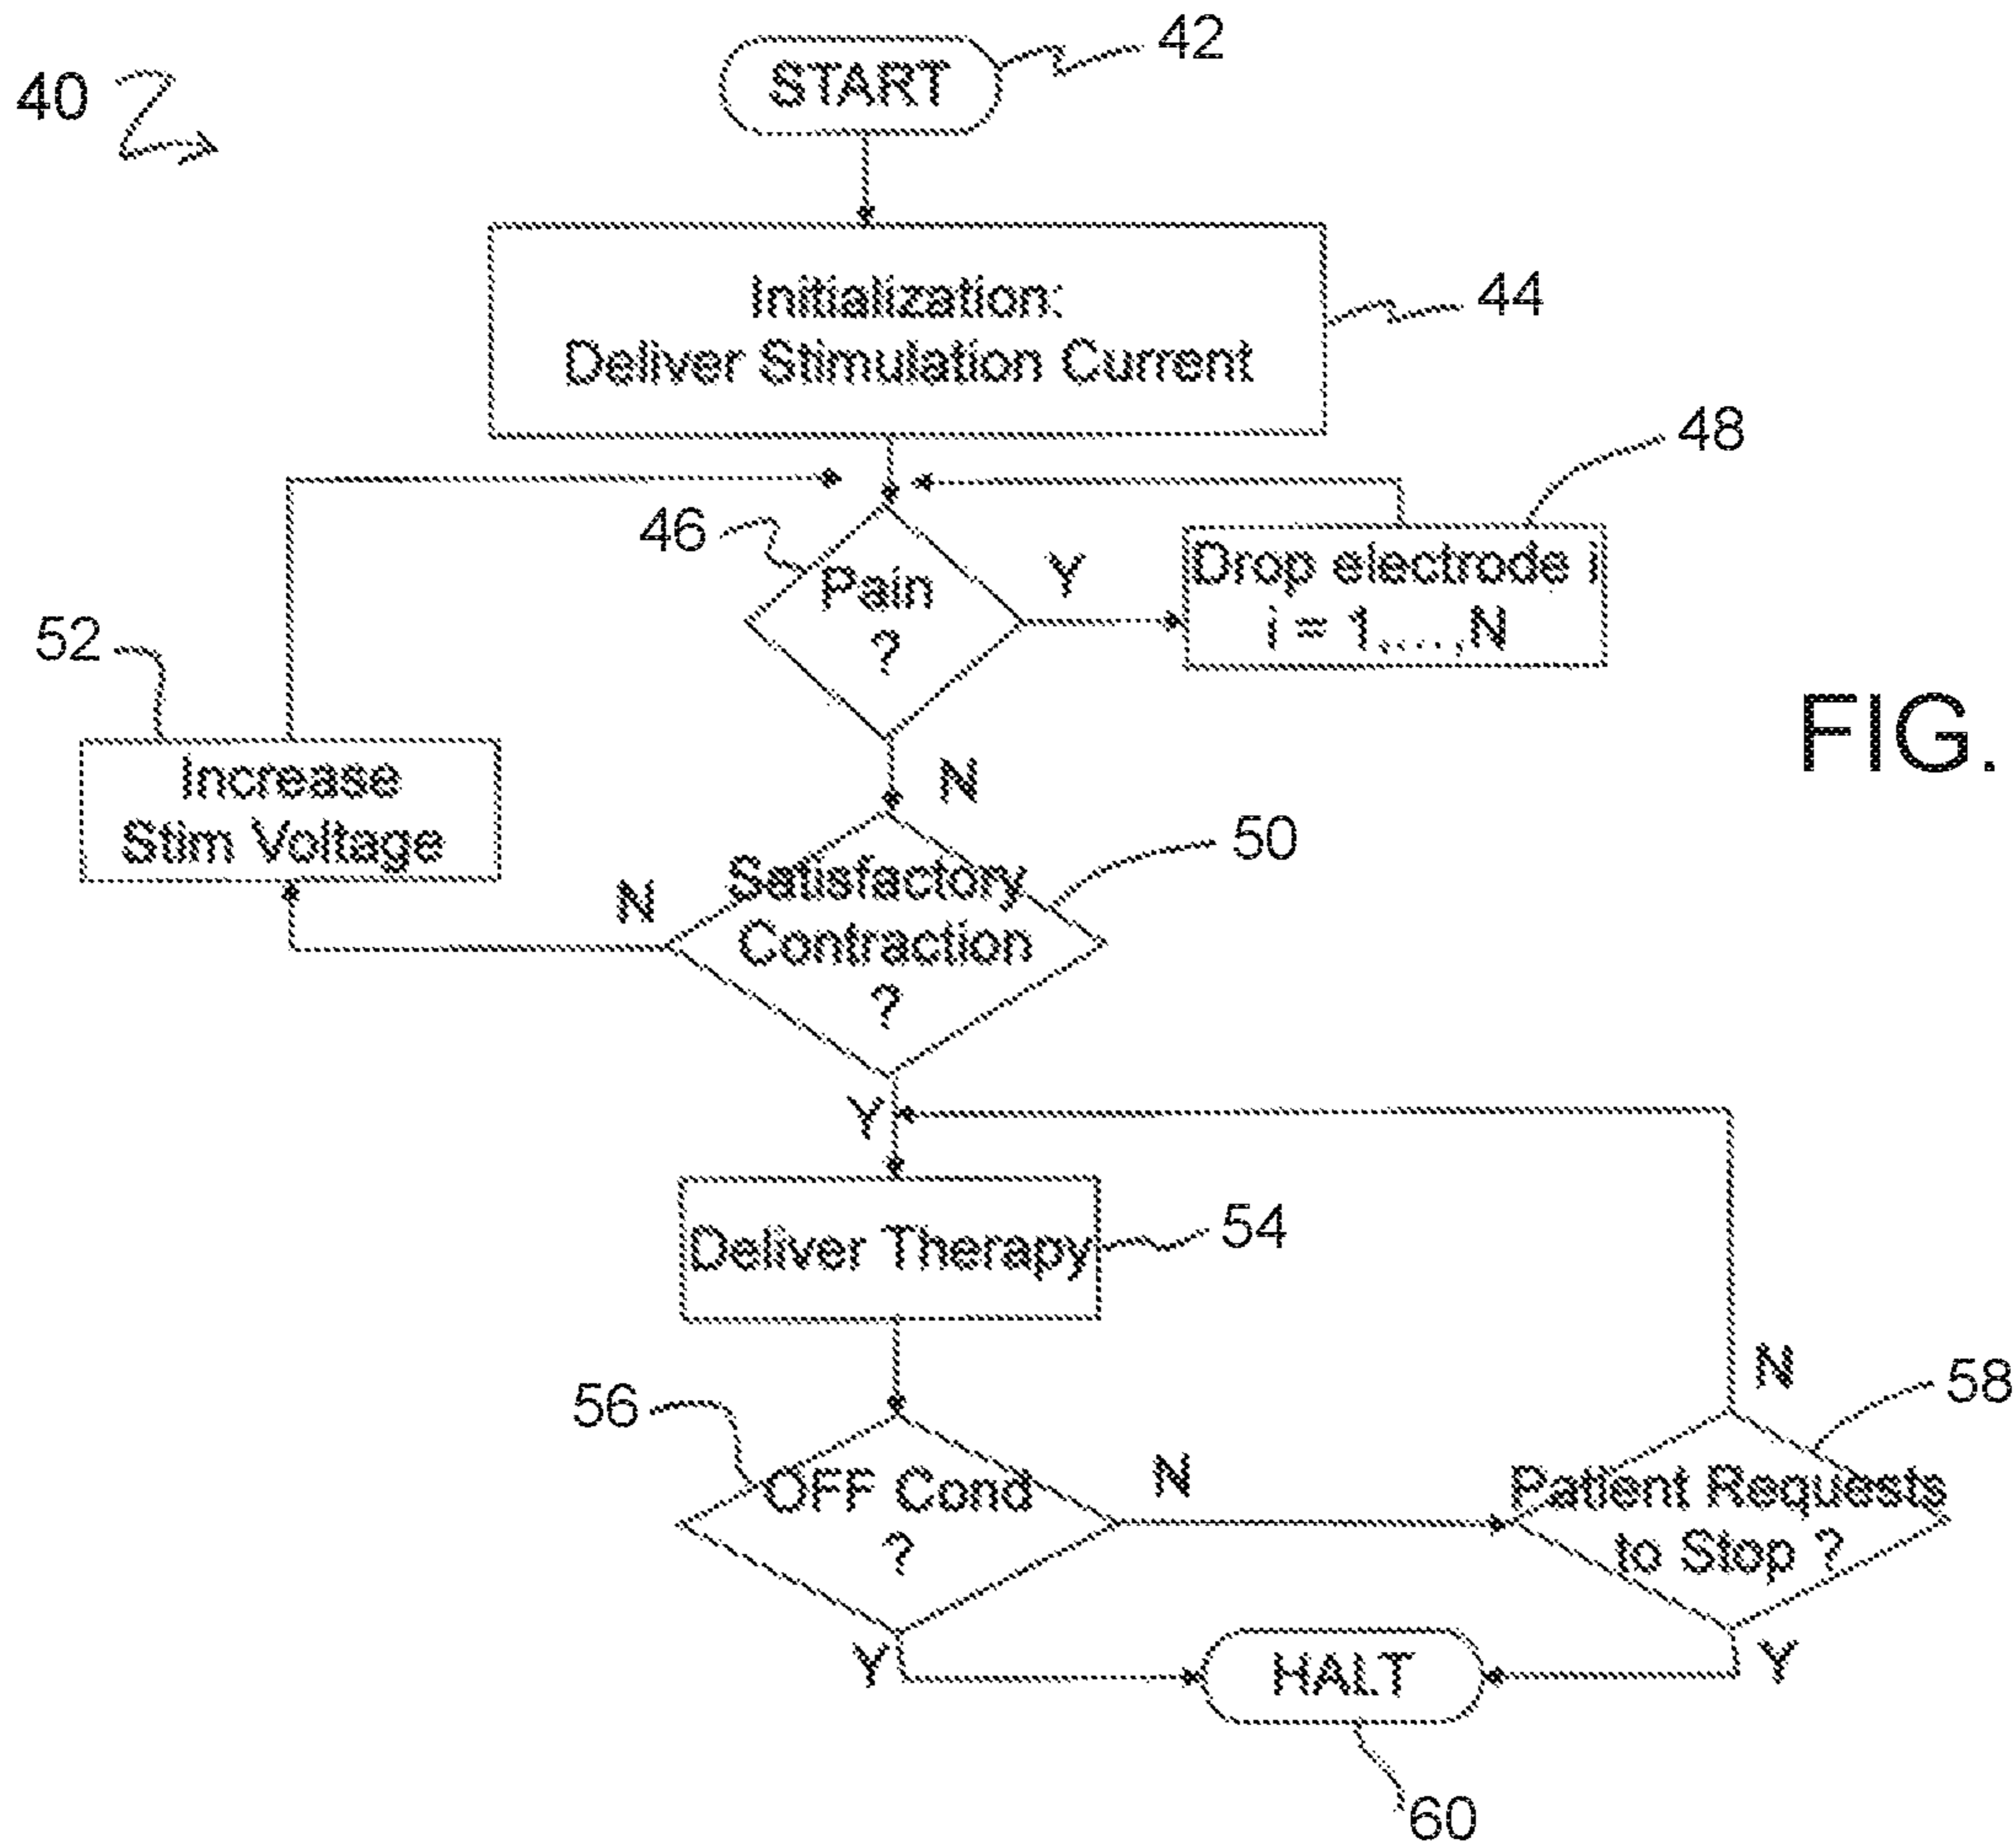 40
START
42
Initialization:
Deliver Stimulation Current
44
46
Pain
?
Y
Drop electrode i
i = 1,...,N
48
52
Increase
Stim Voltage
FIG.
N
Satisfactory
Contraction
?
50
N
Y
Deliver Therapy
54
56
OFF Cond
?
N
N
58
Patient Requests
to Stop ?
Y
HALT
Y
60